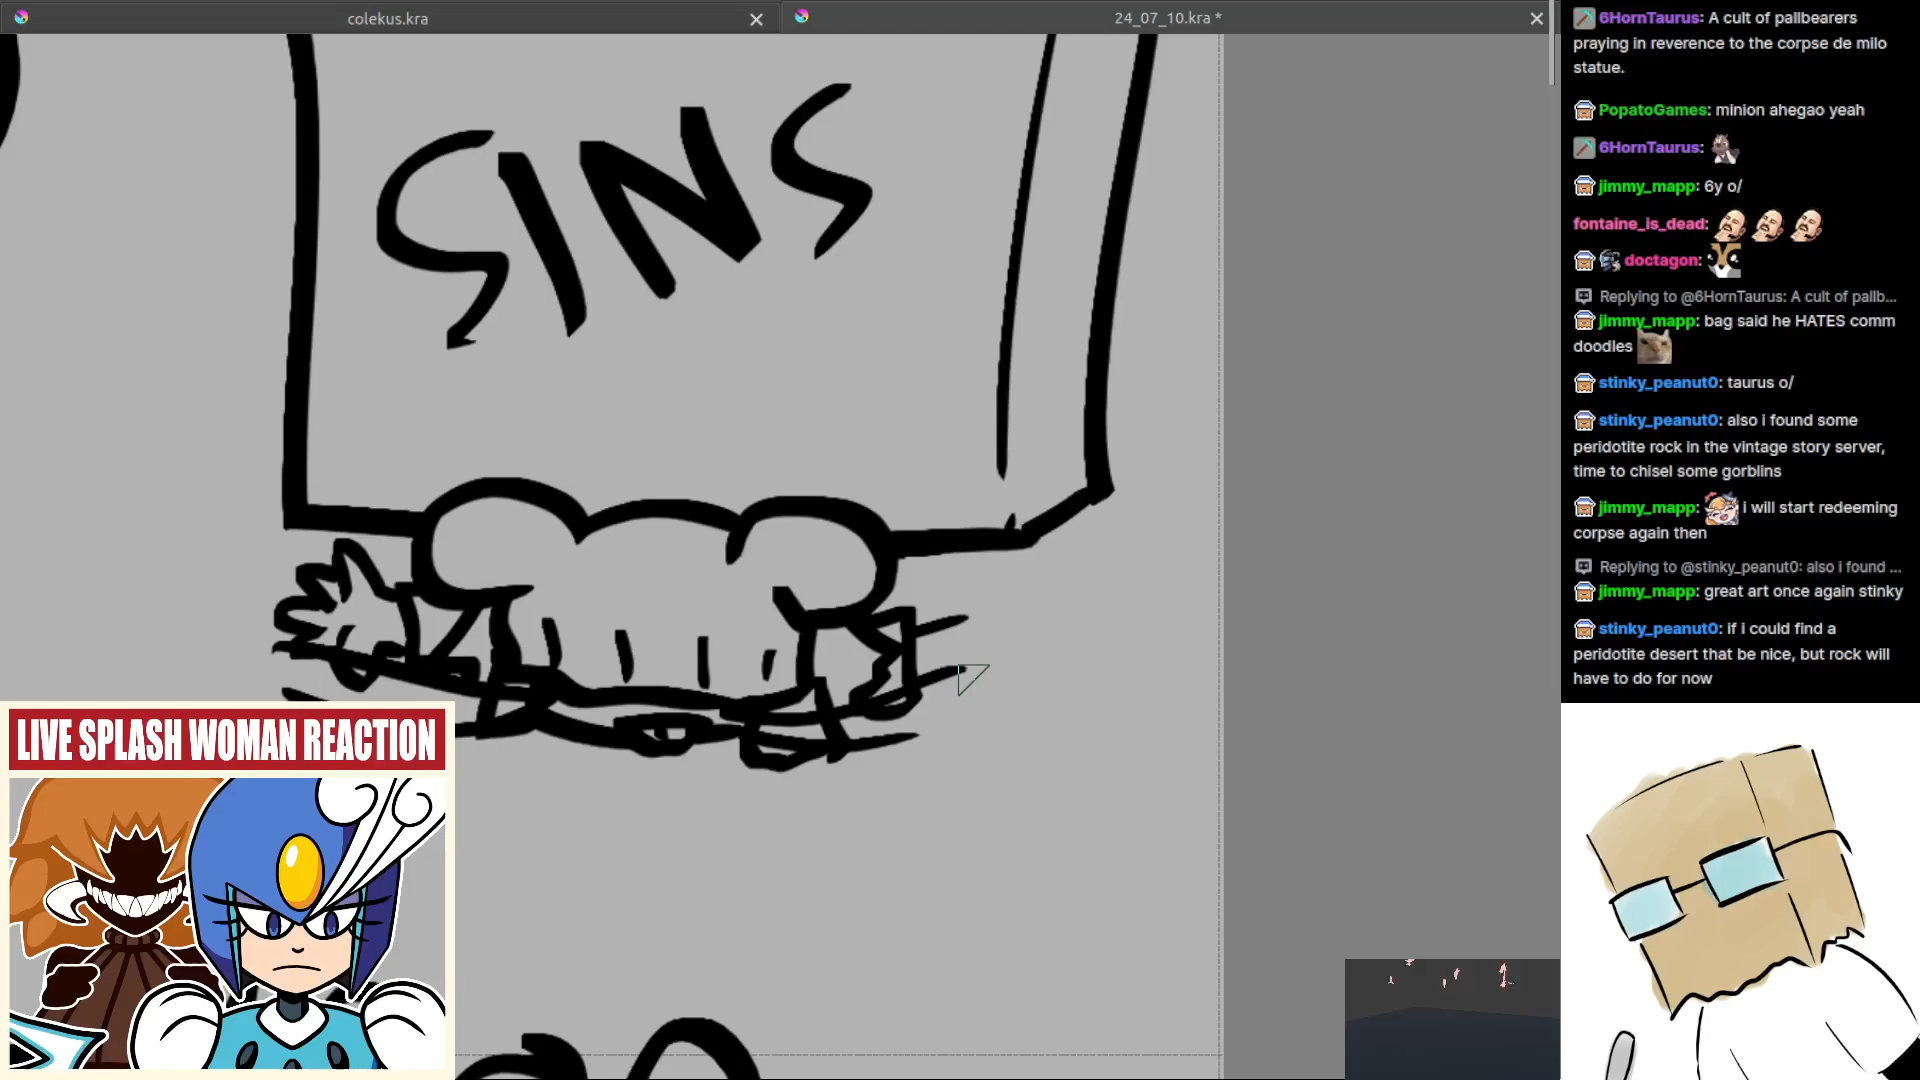 colekus.kra
24_07_10.kra *
SINS
LIVE SPLASH WOMAN REACTION
6HornTaurus: A cult of pallbearers
praying in reverence to the corpse de milo
statue.
PopatoGames: minion ahegao yeah
6HornTaurus:
jimmy_mapp: 6y o/
fontaine_is_dead:
doctagon:
Replying to @6HornTaurus: A cult of pallb...
jimmy_mapp: bag said he HATES comm
doodles
stinky_peanut0: taurus o/
stinky_peanut0: also i found some
peridotite rock in the vintage story server,
time to chisel some gorblins
jimmy_mapp: i will start redeeming
corpse again then
Replying to @stinky_peanut0: also i found ...
jimmy_mapp: great art once again stinky
stinky_peanut0: if i could find a
peridotite desert that be nice, but rock will
have to do for now